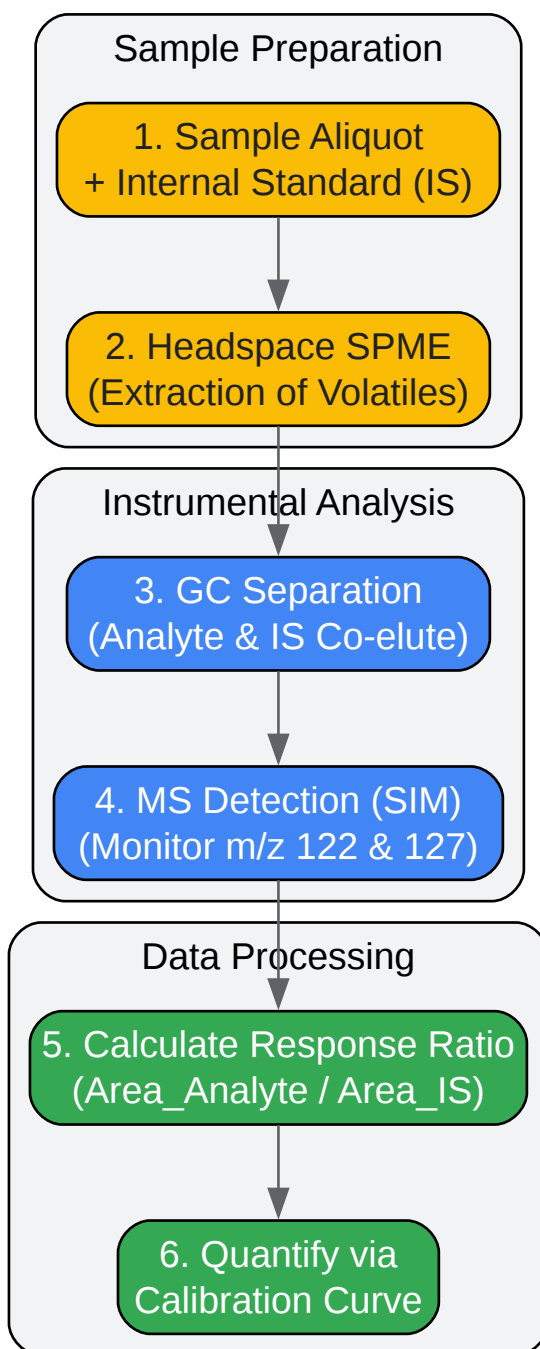 Sample Preparation
1. Sample Aliquot
+ Internal Standard (IS)
2. Headspace SPME
(Extraction of Volatiles)
Instrumental Analysis
3. GC Separation
(Analyte & IS Co-elute)
4. MS Detection (SIM)
(Monitor m/z 122 & 127)
Data Processing
5. Calculate Response Ratio
(Area_Analyte / Area_IS)
6. Quantify via
Calibration Curve